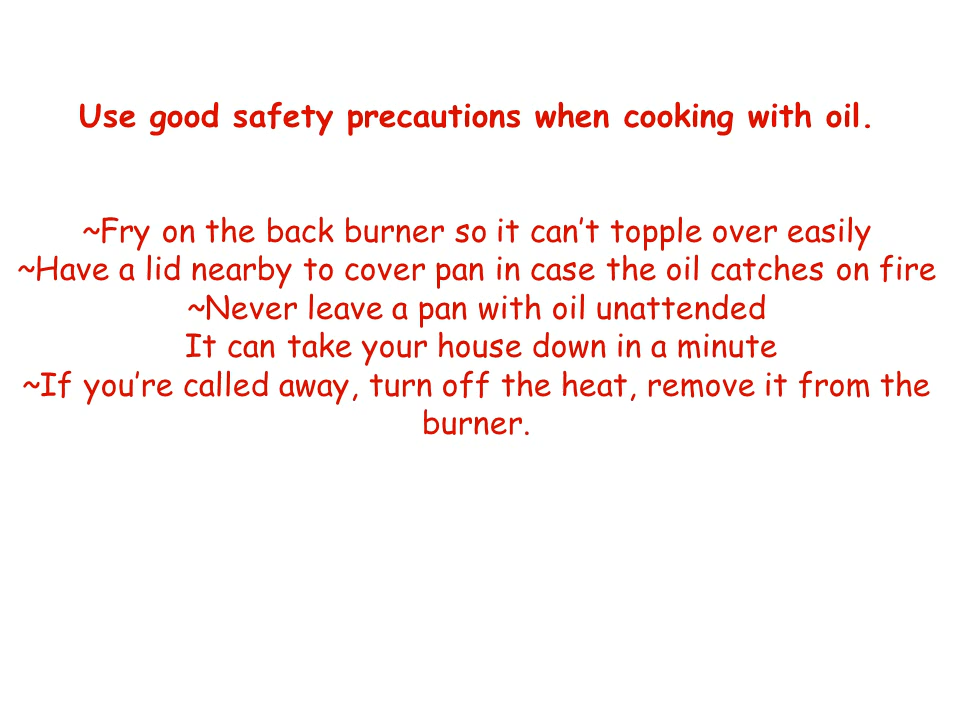 Use good safety precautions when cooking with oil.
~Fry on the back burner so it can’t topple over easily
~Have a lid nearby to cover pan in case the oil catches on fire
~Never leave a pan with oil unattended
It can take your house down in a minute
~If you’re called away, turn off the heat, remove it from the
burner.